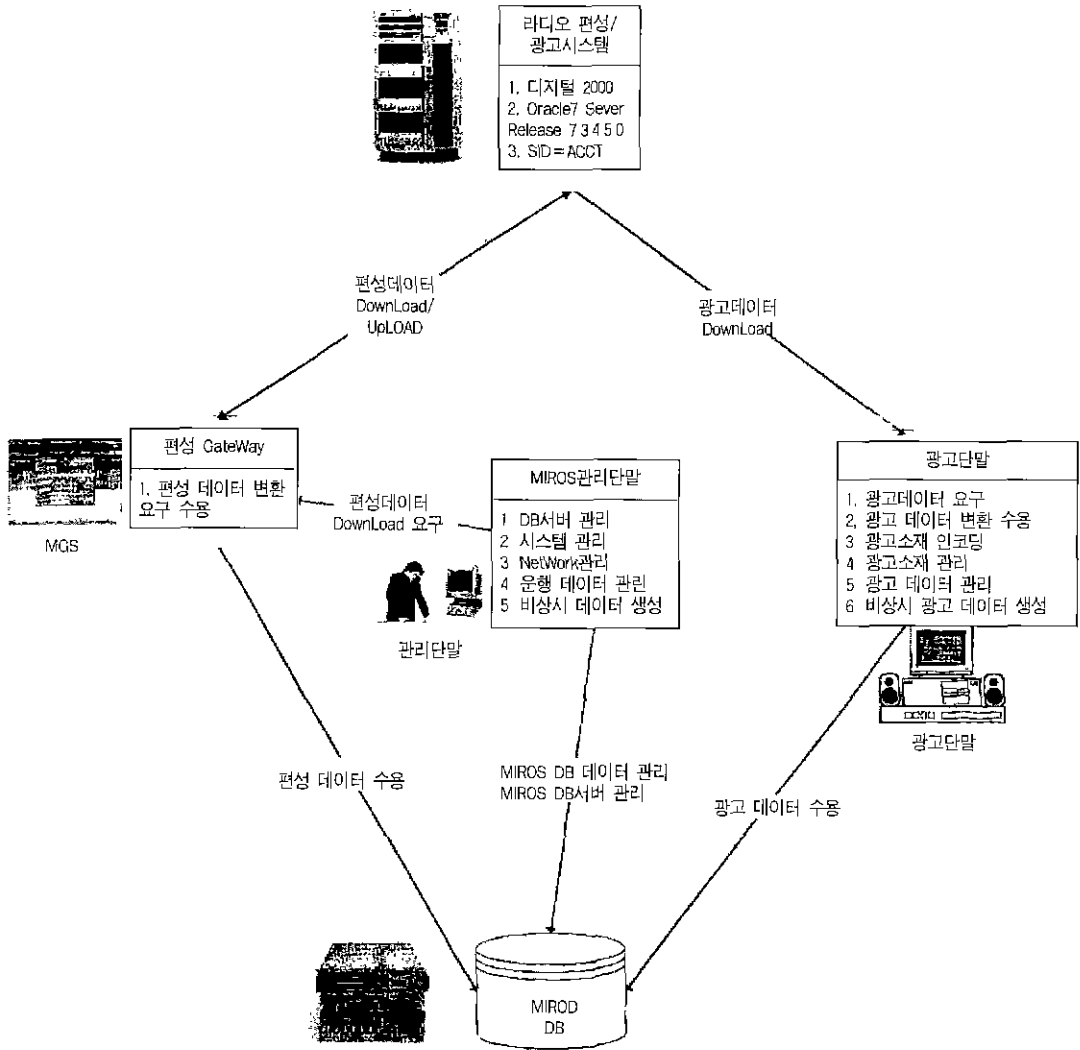 라디오 편성/
광고시스템
1. 디지털 2000
2. Oracle7 Sever
Release 7 3 4 5 0
3. SID=ACCT
편성데이터
DownLoad/
UpLOAD
광고데이터
DownLoad
편성 GateWay
1. 편성 데이터 변환
요구 수용
MGS
편성데이터
DownLoad 요구
MIROS관리단말
1 DB서버 관리
2 시스템 관리
3 NetWork관리
4 운행 데이터 관린
5 비상시 데이터 생성
관리단말
광고단말
1. 광고데이터 요구
2. 광고 데이터 변환 수용
3 광고소재 인코딩
4 광고소재 관리
5 광고 데이터 관리
6 비상시 광고 데이터 생성
광고단말
편성 데이터 수용
MIROS DB 데이터 관리
MIROS DB서버 관리
광고 데이터 수용
MIROD
DB